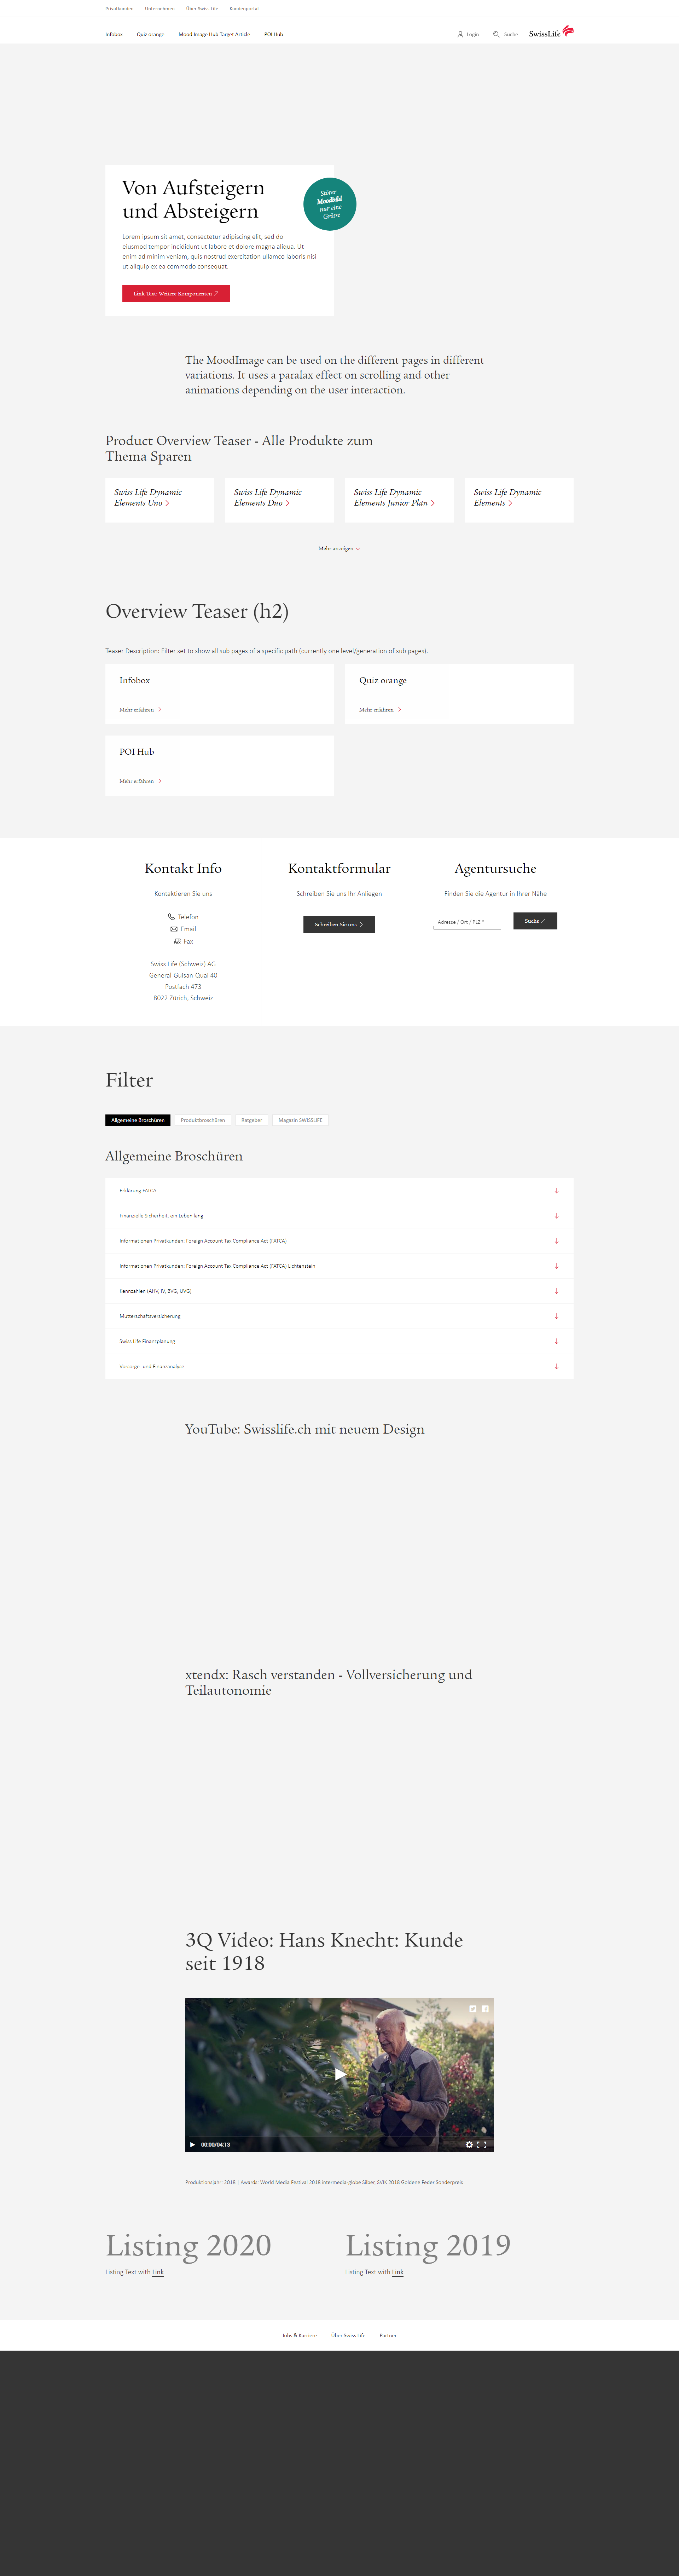 Privatkunden Unternehmen Über Swiss Life Kundenportal
Infobox Quiz orange Mood Image Hub Target Article POI Hub Login Suche SwissLife
Von Aufsteigern
und Absteigern
Störer
Moodbild
nur eine
Grösse
Lorem ipsum sit amet, consectetur adipiscing elit, sed do
eiusmod tempor incididunt ut labore et dolore magna aliqua. Ut
enim ad minim veniam, quis nostrud exercitation ullamco laboris nisi
ut aliquip ex ea commodo consequat.
Link Text: Weitere Komponenten
The MoodImage can be used on the different pages in different
variations. It uses a paralax effect on scrolling and other
animations depending on the user interaction.
Product Overview Teaser - Alle Produkte zum
Thema Sparen
Swiss Life Dynamic
Elements Uno
Swiss Life Dynamic
Elements Duo
Swiss Life Dynamic
Elements Junior Plan
Swiss Life Dynamic
Elements
Mehr anzeigen
Overview Teaser (h2)
Teaser Description: Filter set to show all sub pages of a specific path (currently one level/generation of sub pages).
Infobox
Mehr erfahren
Quiz orange
Mehr erfahren
POI Hub
Mehr erfahren
Kontakt Info
Kontaktieren Sie uns
Telefon
Email
Fax
Swiss Life (Schweiz) AG
General-Guisan-Quai 40
Postfach 473
8022 Zürich, Schweiz
Kontaktformular
Schreiben Sie uns Ihr Anliegen
Schreiben Sie uns
Agentursuche
Finden Sie die Agentur in Ihrer Nähe
Adresse / Ort / PLZ *
Suche
Filter
Allgemeine Broschüren Produktbroschüren Ratgeber Magazin SWISSLIFE
Allgemeine Broschüren
Erklärung FATCA
Finanzielle Sicherheit: ein Leben lang
Informationen Privatkunden: Foreign Account Tax Compliance Act (FATCA)
Informationen Privatkunden: Foreign Account Tax Compliance Act (FATCA) Lichtenstein
Kennzahlen (AHV, IV, BVG, UVG)
Mutterschaftsversicherung
Swiss Life Finanzplanung
Vorsorge- und Finanzanalyse
YouTube: Swisslife.ch mit neuem Design
xtendx: Rasch verstanden - Vollversicherung und
Teilautonomie
3Q Video: Hans Knecht: Kunde
seit 1918
00:00/04:13
Produktionsjahr: 2018 | Awards: World Media Festival 2018 intermedia-globe Silber, SVIK 2018 Goldene Feder Sonderpreis
Listing 2020
Listing Text with Link
Listing 2019
Listing Text with Link
Jobs & Karriere Über Swiss Life Partner